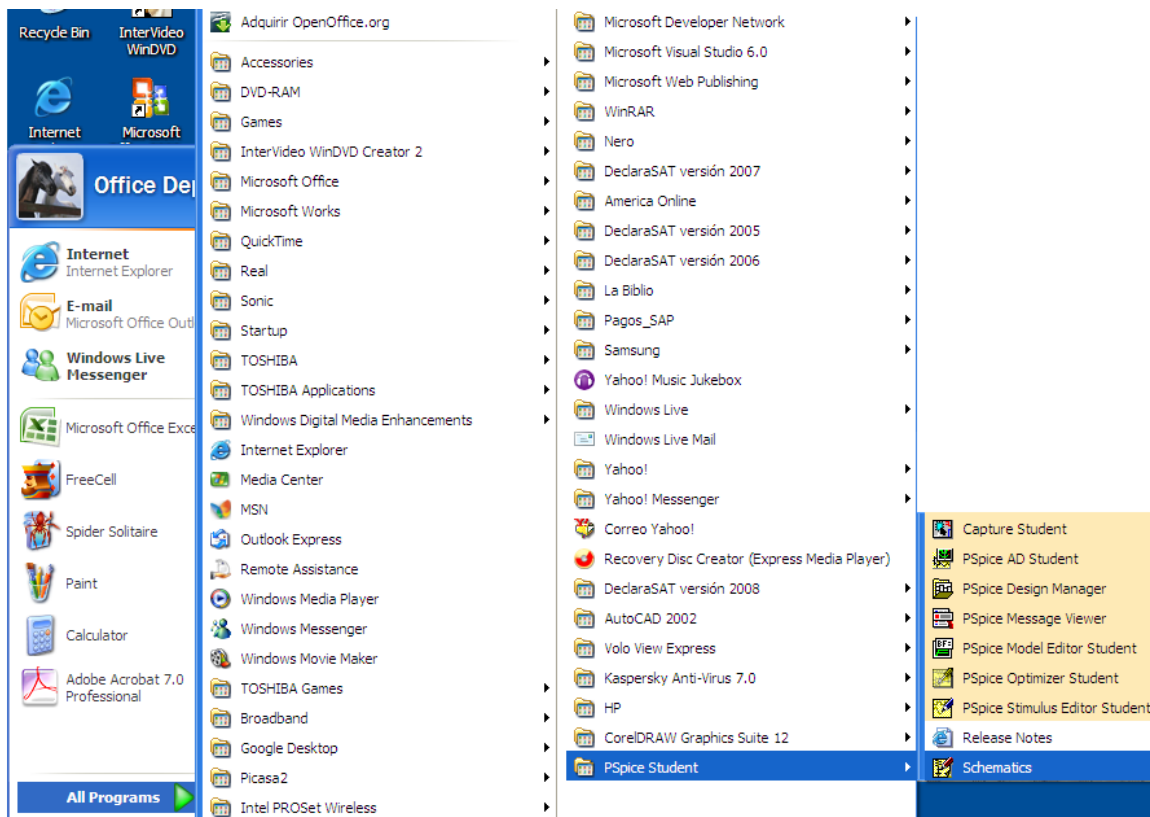 Recycle Bin
InterVideo
WinDVD
Internet
Microsoft
Office Dep
Internet
Internet Explorer
E-mail
Microsoft Office Outl
Windows Live
Messenger
Microsoft Office Exce
FreeCell
Spider Solitaire
Paint
Calculator
Adobe Acrobat 7.0
Professional
All Programs
Adquirir OpenOffice.org
Accessories
DVD-RAM
Games
InterVideo WinDVD Creator 2
Microsoft Office
Microsoft Works
QuickTime
Real
Sonic
Startup
TOSHIBA
TOSHIBA Applications
Windows Digital Media Enhancements
Internet Explorer
Media Center
MSN
Outlook Express
Remote Assistance
Windows Media Player
Windows Messenger
Windows Movie Maker
TOSHIBA Games
Broadband
Google Desktop
Picasa2
Intel PROSet Wireless
Microsoft Developer Network
Microsoft Visual Studio 6.0
Microsoft Web Publishing
WinRAR
Nero
DeclaraSAT versión 2007
America Online
DeclaraSAT versión 2005
DeclaraSAT versión 2006
La Biblio
Pagos_SAP
Samsung
Yahoo! Music Jukebox
Windows Live
Windows Live Mail
Yahoo!
Yahoo! Messenger
Correo Yahoo!
Recovery Disc Creator (Express Media Player)
DeclaraSAT versión 2008
AutoCAD 2002
Volo View Express
Kaspersky Anti-Virus 7.0
HP
CorelDRAW Graphics Suite 12
PSpice Student
Capture Student
PSpice AD Student
PSpice Design Manager
PSpice Message Viewer
PSpice Model Editor Student
PSpice Optimizer Student
PSpice Stimulus Editor Student
Release Notes
Schematics